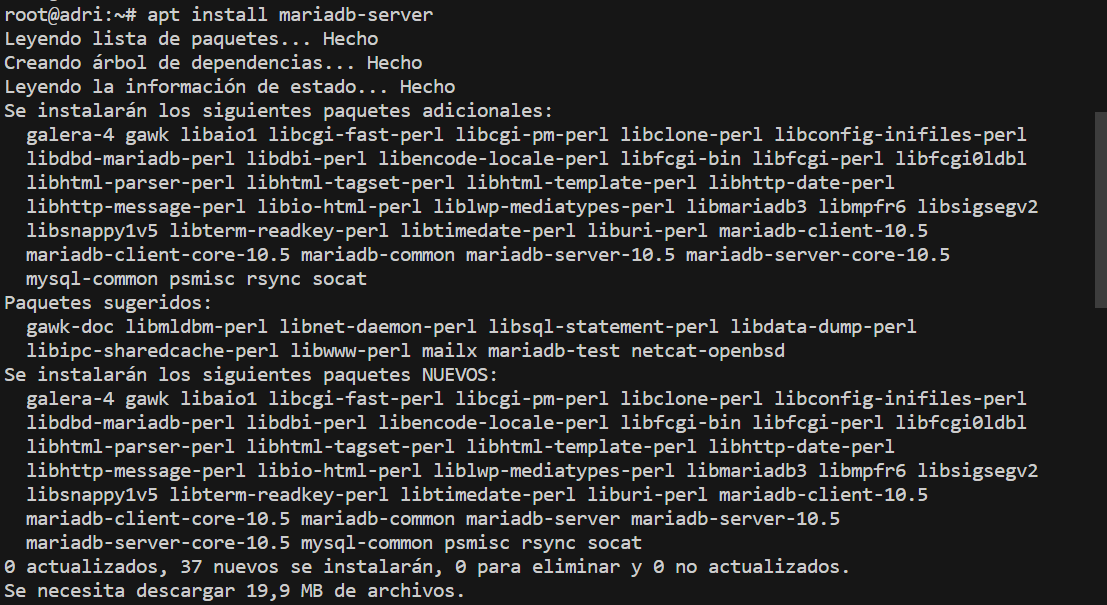 root@adri:~# apt install mariadb-server
Leyendo lista de paquetes... Hecho
Creando árbol de dependencias... Hecho
Leyendo la información de estado... Hecho
Se instalarán los siguientes paquetes adicionales:
  galera-4 gawk libaio1 libcgi-fast-perl libcgi-pm-perl libclone-perl libconfig-inifiles-perl
  libdbd-mariadb-perl libdbi-perl libencode-locale-perl libfcgi-bin libfcgi-perl libfcgi0ldbl
  libhtml-parser-perl libhtml-tagset-perl libhtml-template-perl libhttp-date-perl
  libhttp-message-perl libio-html-perl liblwp-mediatypes-perl libmariadb3 libmpfr6 libsigsegv2
  libsnappy1v5 libterm-readkey-perl libtimedate-perl liburi-perl mariadb-client-10.5
  mariadb-client-core-10.5 mariadb-common mariadb-server-10.5 mariadb-server-core-10.5
  mysql-common psmisc rsync socat
Paquetes sugeridos:
  gawk-doc libmldbm-perl libnet-daemon-perl libsql-statement-perl libdata-dump-perl
  libipc-sharedcache-perl libwww-perl mailx mariadb-test netcat-openbsd
Se instalarán los siguientes paquetes NUEVOS:
  galera-4 gawk libaio1 libcgi-fast-perl libcgi-pm-perl libclone-perl libconfig-inifiles-perl
  libdbd-mariadb-perl libdbi-perl libencode-locale-perl libfcgi-bin libfcgi-perl libfcgi0ldbl
  libhtml-parser-perl libhtml-tagset-perl libhtml-template-perl libhttp-date-perl
  libhttp-message-perl libio-html-perl liblwp-mediatypes-perl libmariadb3 libmpfr6 libsigsegv2
  libsnappy1v5 libterm-readkey-perl libtimedate-perl liburi-perl mariadb-client-10.5
  mariadb-client-core-10.5 mariadb-common mariadb-server mariadb-server-10.5
  mariadb-server-core-10.5 mysql-common psmisc rsync socat
0 actualizados, 37 nuevos se instalarán, 0 para eliminar y 0 no actualizados.
Se necesita descargar 19,9 MB de archivos.